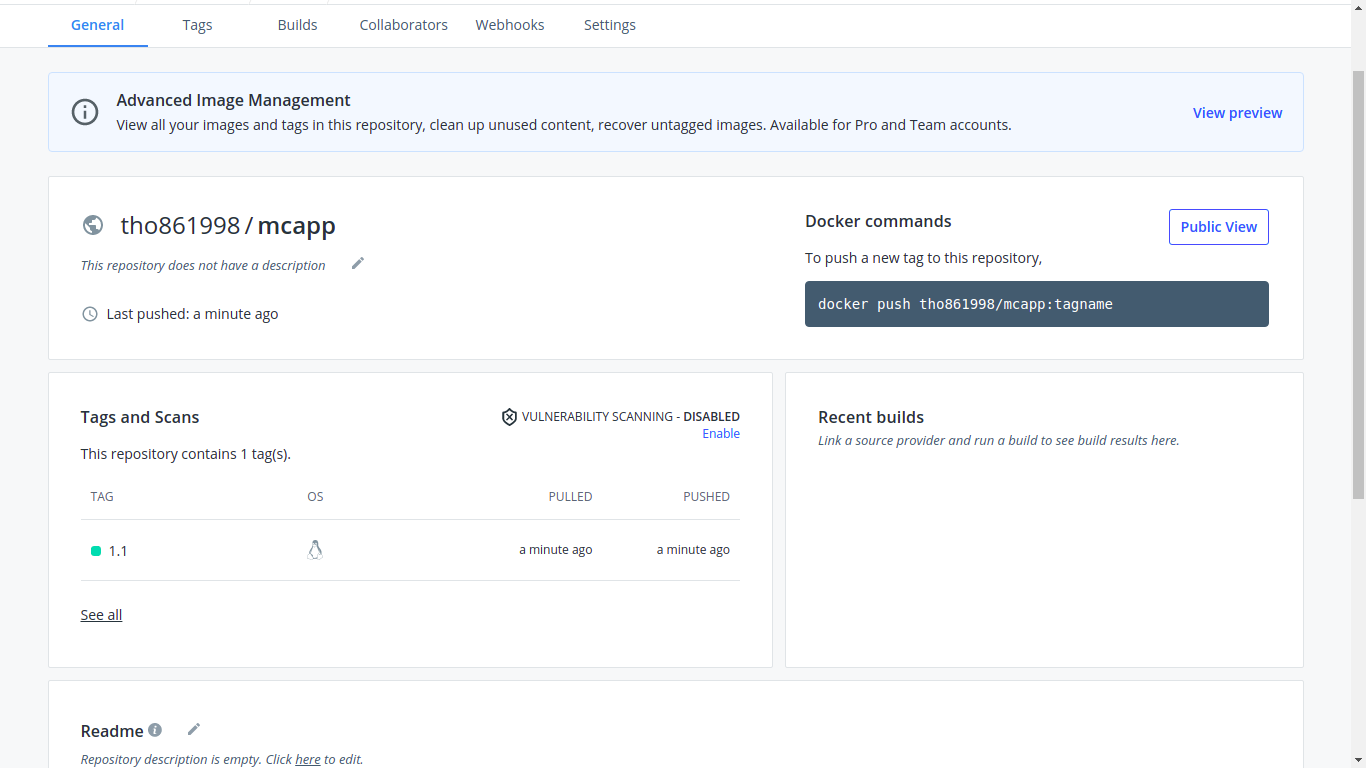 General Tags Builds Collaborators Webhooks Settings
Advanced Image Management
View all your images and tags in this repository, clean up unused content, recover untagged images. Available for Pro and Team accounts.
View preview
tho861998 / mcapp
This repository does not have a description
Last pushed: a minute ago
Docker commands
Public View
To push a new tag to this repository,
docker push tho861998/mcapp:tagname
Tags and Scans
VULNERABILITY SCANNING - DISABLED
Enable
This repository contains 1 tag(s).
TAG OS PULLED PUSHED
1.1 a minute ago a minute ago
See all
Recent builds
Link a source provider and run a build to see build results here.
Readme
Repository description is empty. Click here to edit.